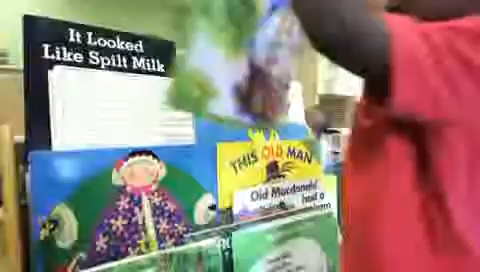 It Looked
Like Spilt Milk
THIS OLD MAN
Old Macdonald
had a